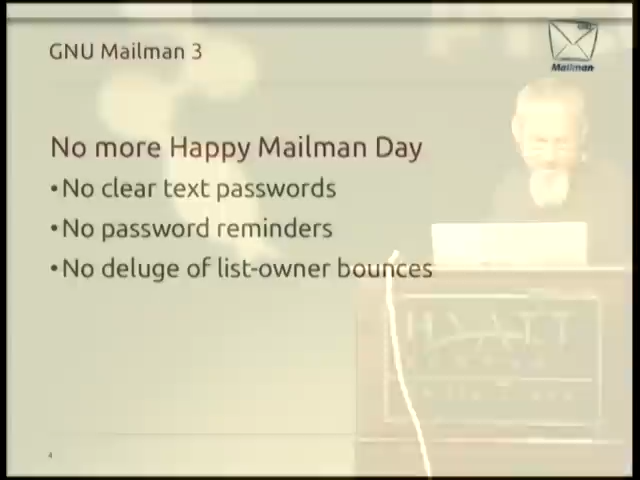 GNU Mailman 3
Mailman
No more Happy Mailman Day
•No clear text passwords
•No password reminders
•No deluge of list-owner bounces
HYATT
4